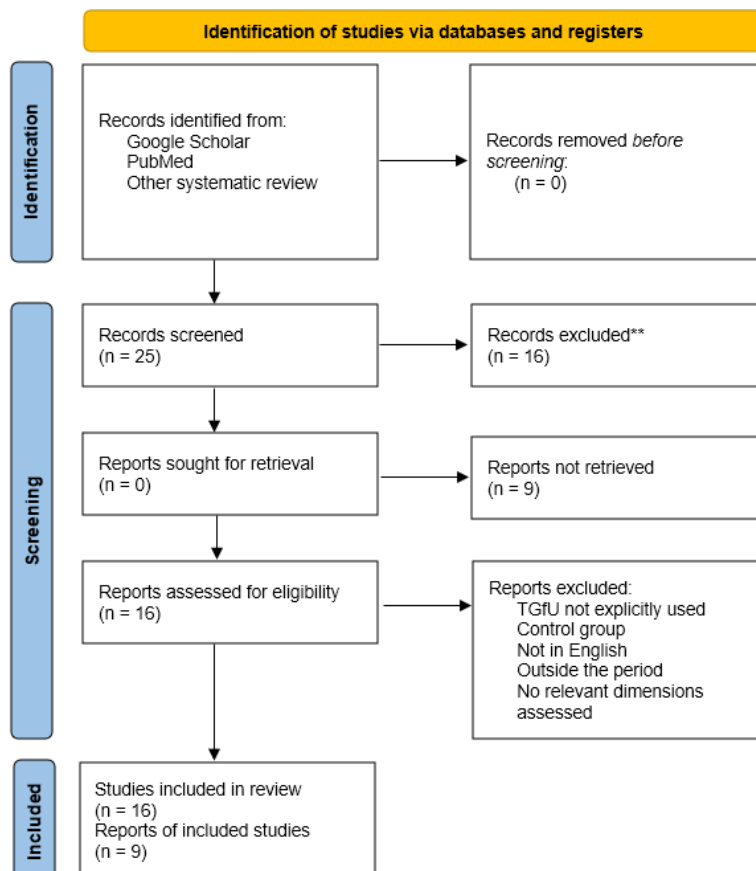 Identification of studies via databases and registers
Identification
Records identified from:
Google Scholar
PubMed
Other systematic review
Records removed before
screening:
(n = 0)
Screening
Records screened
(n = 25)
Records excluded**
(n = 16)
Reports sought for retrieval
(n = 0)
Reports not retrieved
(n = 9)
Reports assessed for eligibility
(n = 16)
Reports excluded:
TGfU not explicitly used
Control group
Not in English
Outside the period
No relevant dimensions
assessed
Included
Studies included in review
(n = 16)
Reports of included studies
(n = 9)